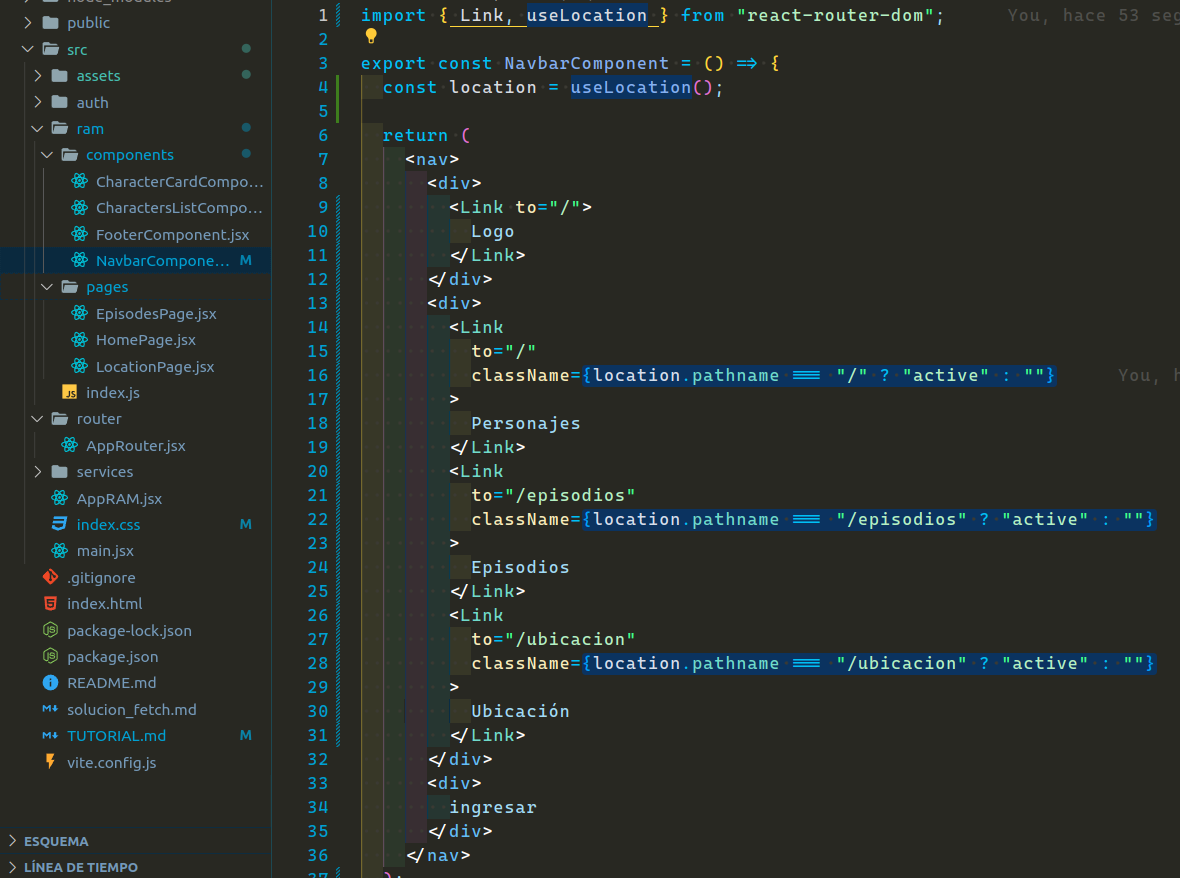 node_modules
public
src
assets
auth
ram
components
CharacterCardCompo...
CharactersListCompo...
FooterComponent.jsx
NavbarCompone... M
pages
EpisodesPage.jsx
HomePage.jsx
LocationPage.jsx
index.js
router
AppRouter.jsx
services
AppRAM.jsx
index.css M
main.jsx
.gitignore
index.html
package-lock.json
package.json
README.md
solucion_fetch.md
TUTORIAL.md M
vite.config.js
ESQUEMA
LÍNEA DE TIEMPO
1 import { Link, useLocation } from "react-router-dom"; You, hace 53 seg
2
3 export const NavbarComponent = () => {
4 const location = useLocation();
5
6 return (
7 <nav>
8 <div>
9 <Link to="/">
10 Logo
11 </Link>
12 </div>
13 <div>
14 <Link
15 to="/"
16 className={location.pathname === "/" ? "active" : ""} You, h
17 >
18 Personajes
19 </Link>
20 <Link
21 to="/episodios"
22 className={location.pathname === "/episodios" ? "active" : ""}
23 >
24 Episodios
25 </Link>
26 <Link
27 to="/ubicacion"
28 className={location.pathname === "/ubicacion" ? "active" : ""}
29 >
30 Ubicación
31 </Link>
32 </div>
33 <div>
34 ingresar
35 </div>
36 </nav>
37 );